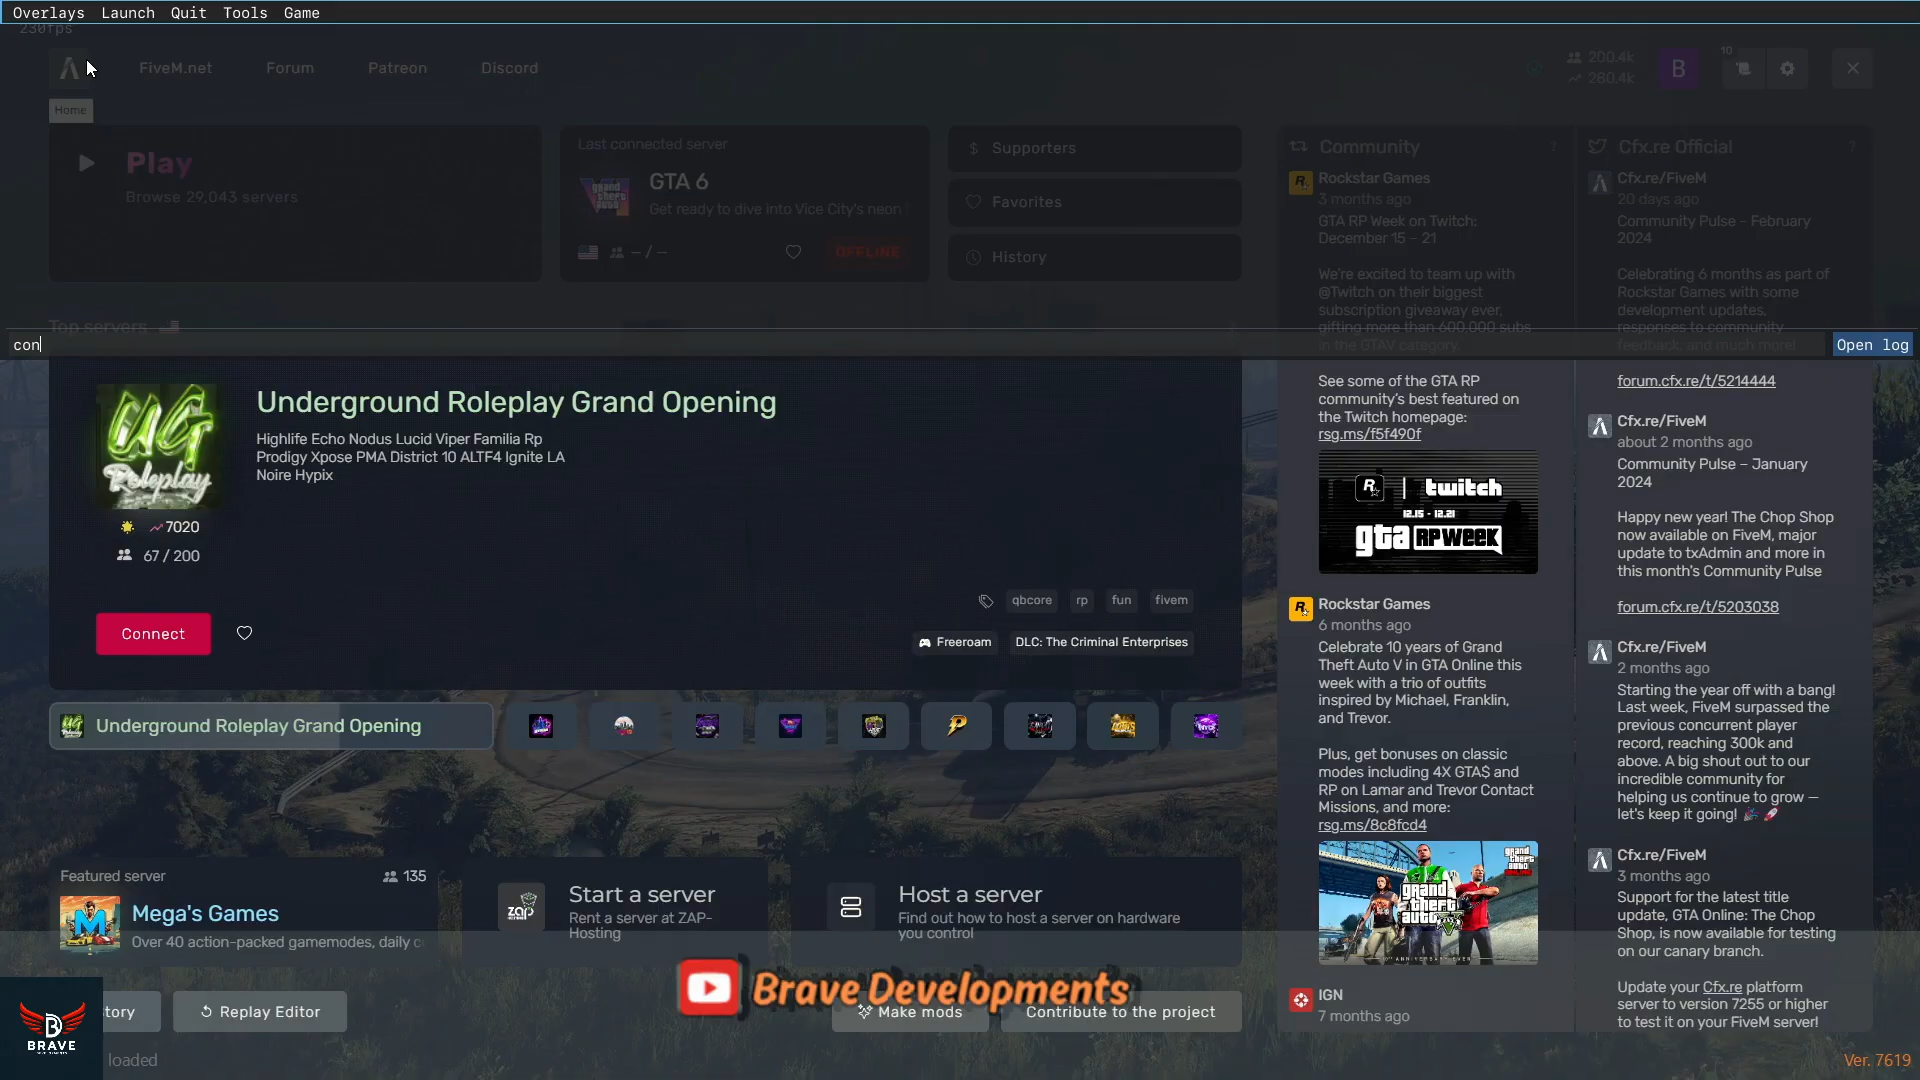 Overlays Launch Quit Tools Game
230fps
FiveM.net Forum Patreon Discord
200.4k
280.4k
B
10
Home
Play
Browse 29,043 servers
Last connected server
GTA 6
Get ready to dive into Vice City's neon
– / –
OFFLINE
Supporters
Favorites
History
Top servers
con
Open log
Underground Roleplay Grand Opening
Highlife Echo Nodus Lucid Viper Familia Rp
Prodigy Xpose PMA District 10 ALTF4 Ignite LA
Noire Hypix
UG
Roleplay
7020
67 / 200
Connect
qbcore rp fun fivem
Freeroam
DLC: The Criminal Enterprises
Underground Roleplay Grand Opening
Featured server
135
Mega's Games
Over 40 action-packed gamemodes, daily c
Start a server
Rent a server at ZAP-
Hosting
Host a server
Find out how to host a server on hardware
you control
tory
Replay Editor
Brave Developments
Make mods
Contribute to the project
BRAVE
loaded
Community ?
Rockstar Games
3 months ago
GTA RP Week on Twitch:
December 15 – 21
We're excited to team up with
@Twitch on their biggest
subscription giveaway ever,
gifting more than 600,000 subs
in the GTAV category.
See some of the GTA RP
community's best featured on
the Twitch homepage:
rsg.ms/f5f490f
R | twitch
12.15 - 12.21
gta RP WEEK
Rockstar Games
6 months ago
Celebrate 10 years of Grand
Theft Auto V in GTA Online this
week with a trio of outfits
inspired by Michael, Franklin,
and Trevor.
Plus, get bonuses on classic
modes including 4X GTA$ and
RP on Lamar and Trevor Contact
Missions, and more:
rsg.ms/8c8fcd4
grand theft auto V
IGN
7 months ago
Cfx.re Official ?
Cfx.re/FiveM
20 days ago
Community Pulse – February
2024
Celebrating 6 months as part of
Rockstar Games with some
development updates,
responses to community
feedback, and much more!
forum.cfx.re/t/5214444
Cfx.re/FiveM
about 2 months ago
Community Pulse – January
2024
Happy new year! The Chop Shop
now available on FiveM, major
update to txAdmin and more in
this month's Community Pulse
forum.cfx.re/t/5203038
Cfx.re/FiveM
2 months ago
Starting the year off with a bang!
Last week, FiveM surpassed the
previous concurrent player
record, reaching 300k and
above. A big shout out to our
incredible community for
helping us continue to grow —
let's keep it going! 🎉 🚀
Cfx.re/FiveM
3 months ago
Support for the latest title
update, GTA Online: The Chop
Shop, is now available for testing
on our canary branch.
Update your Cfx.re platform
server to version 7255 or higher
to test it on your FiveM server!
Ver. 7619